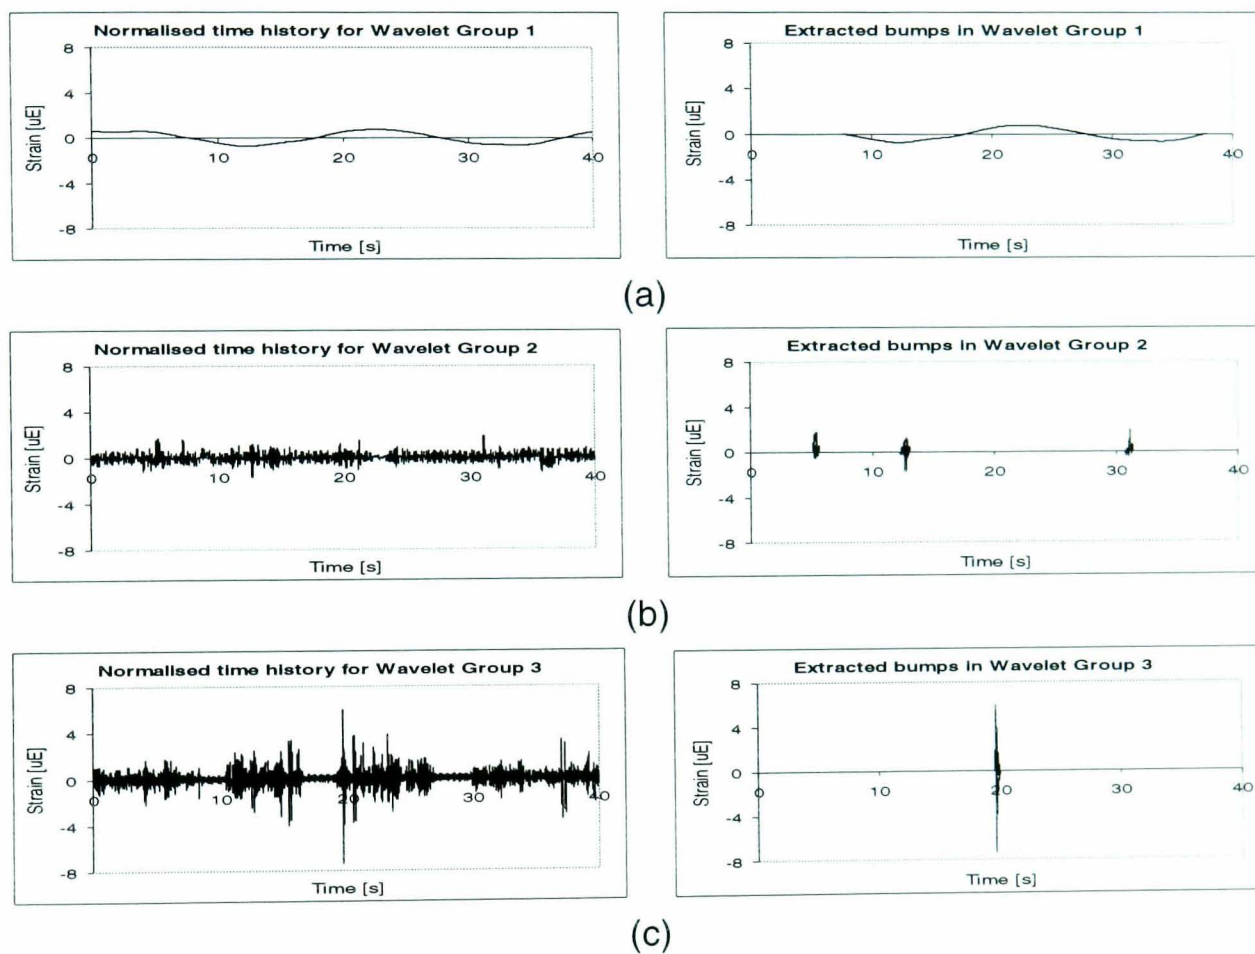 Normalised time history for Wavelet Group 1
8
4
0
-4
-8
Strain [uE]
0 10 20 30 40
Time [s]
Extracted bumps in Wavelet Group 1
8
4
0
-4
-8
Strain [uE]
0 10 20 30 40
Time [s]
(a)
Normalised time history for Wavelet Group 2
8
4
0
-4
-8
Strain [uE]
0 10 20 30 40
Time [s]
Extracted bumps in Wavelet Group 2
8
4
0
-4
-8
Strain [uE]
0 10 20 30 40
Time [s]
(b)
Normalised time history for Wavelet Group 3
8
4
0
-4
-8
Strain [uE]
0 10 20 30 40
Time [s]
Extracted bumps in Wavelet Group 3
8
4
0
-4
-8
Strain [uE]
0 10 20 30 40
Time [s]
(c)